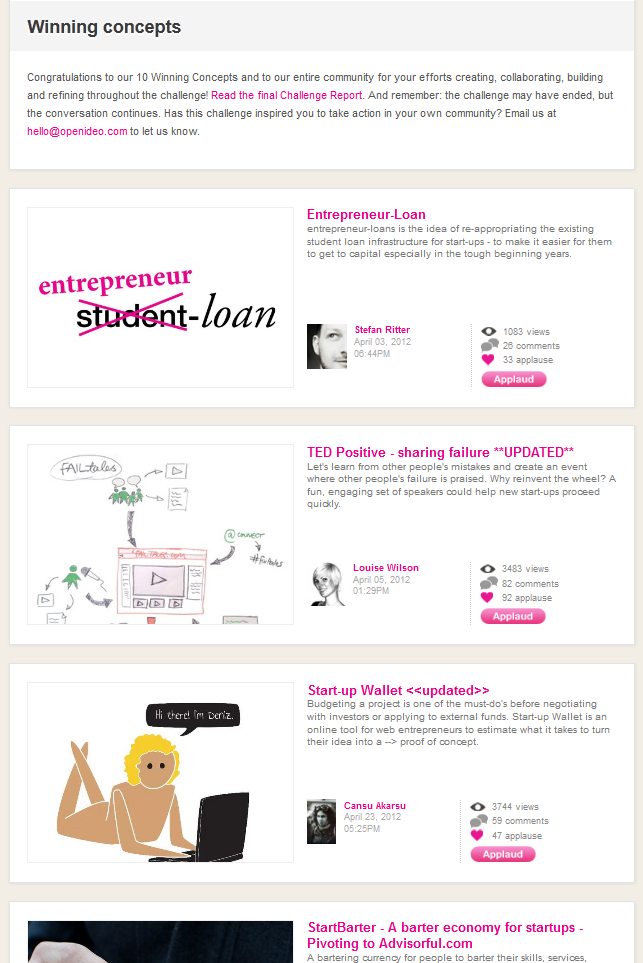 Winning concepts
Congratulations to our 10 Winning Concepts and to our entire community for your efforts creating, collaborating, building
and refining throughout the challenge! Read the final Challenge Report. And remember: the challenge may have ended, but
the conversation continues. Has this challenge inspired you to take action in your own community? Email us at
hello@openideo.com to let us know.
entrepreneur
student-loan
Entrepreneur-Loan
entrepreneur-loans is the idea of re-appropriating the existing
student loan infrastructure for start-ups - to make it easier for them
to get to capital especially in the tough beginning years.
Stefan Ritter
April 03, 2012
06:44PM
1083 views
26 comments
33 applause
Applaud
FAILtales
@CONNECT
#failtales
FAILTALES.COM
TED Positive - sharing failure **UPDATED**
Let's learn from other people's mistakes and create an event
where other people's failure is praised. Why reinvent the wheel? A
fun, engaging set of speakers could help new start-ups proceed
quickly.
Louise Wilson
April 05, 2012
01:29PM
3483 views
82 comments
92 applause
Applaud
Hi there! I'm Deniz.
Start-up Wallet <<updated>>
Budgeting a project is one of the must-do's before negotiating
with investors or applying to external funds. Start-up Wallet is an
online tool for web entrepreneurs to estimate what it takes to turn
their idea into a --> proof of concept.
Cansu Akarsu
April 23, 2012
05:25PM
3744 views
59 comments
47 applause
Applaud
StartBarter - A barter economy for startups -
Pivoting to Advisorful.com
A bartering currency for people to barter their skills, services,